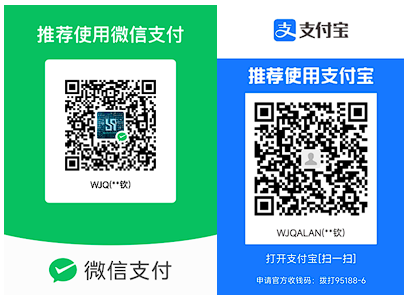 推荐使用微信支付
WJQ(**钦)
微信支付
支付宝
推荐使用支付宝
WJQALAN(**钦)
打开支付宝[扫一扫]
申请官方收钱码：拨打95188-6